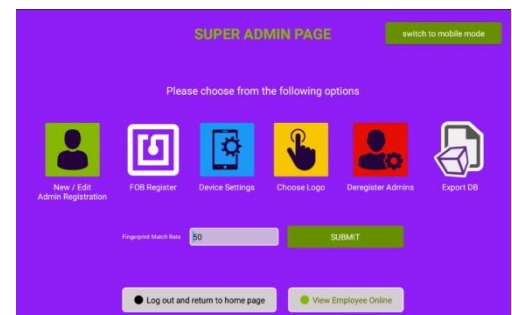 SUPER ADMIN PAGE
switch to mobile mode
Please choose from the following options
New / Edit
Admin Registration
FOB Register
Device Settings
Choose Logo
Deregister Admins
Export DB
Fingerprint Match Rate
50
SUBMIT
Log out and return to home page
View Employee Online